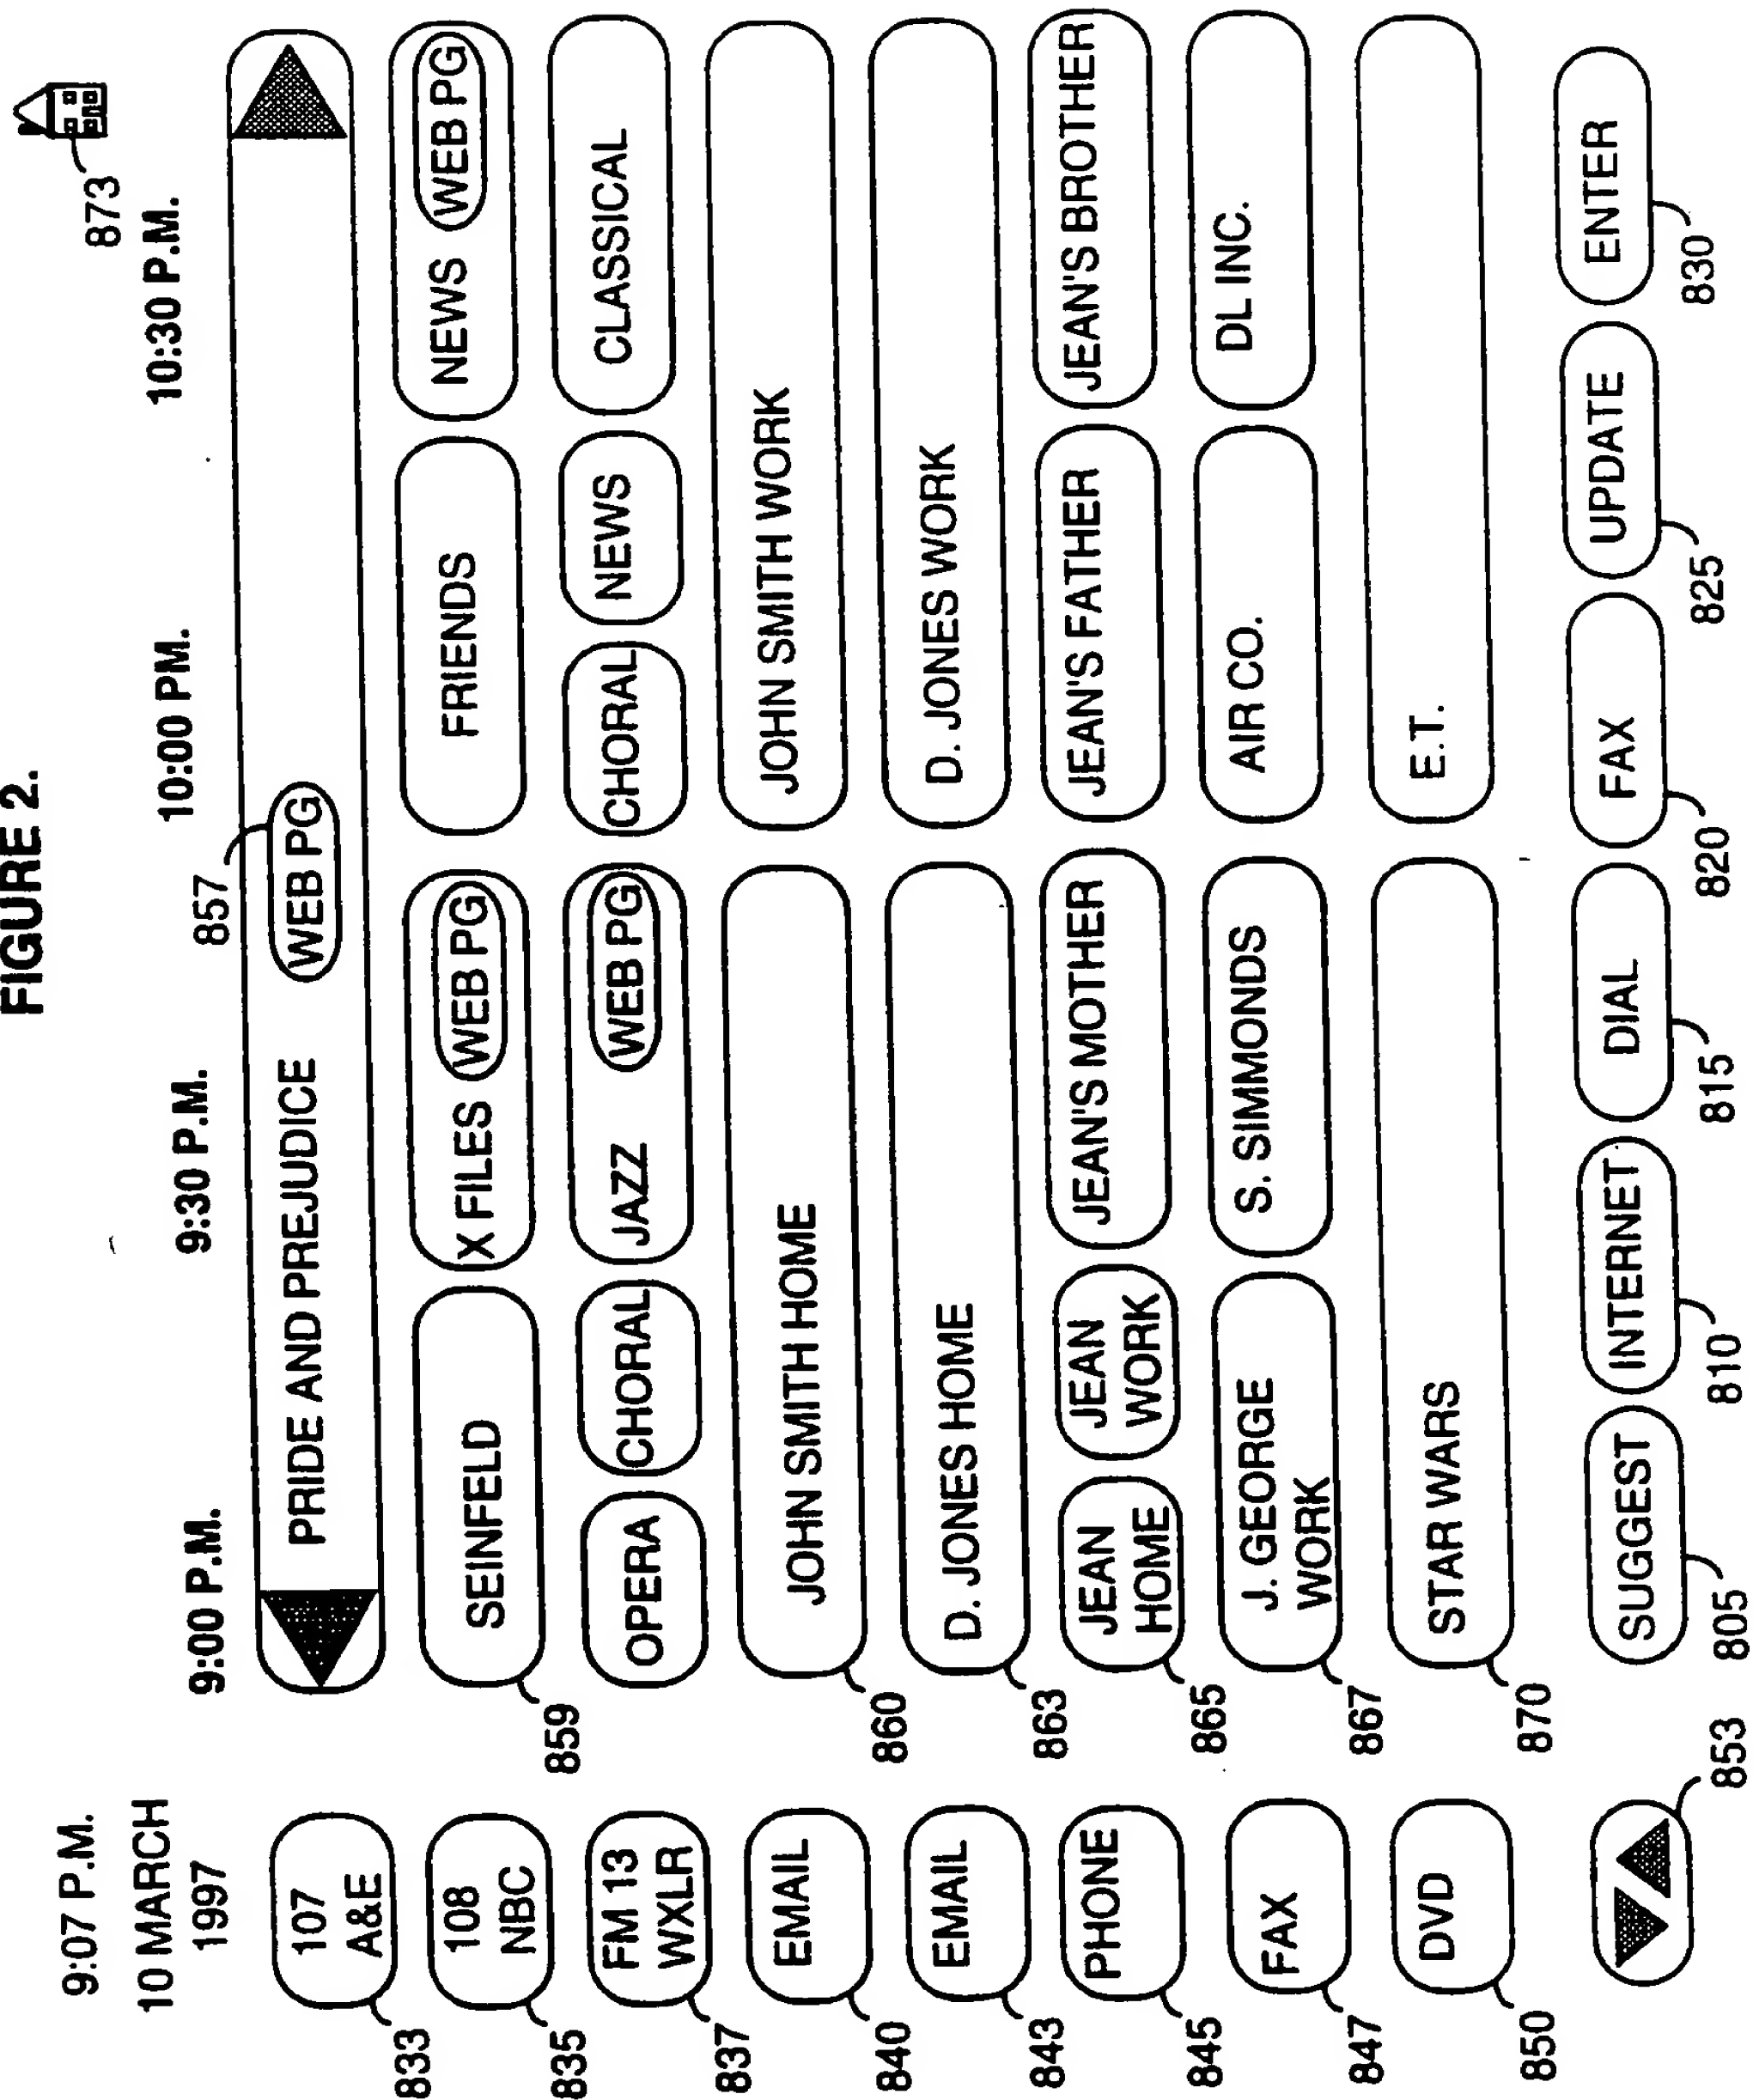 FIGURE 2.
9:07 P.M.
10 MARCH
1997
873
857
9:00 P.M.
9:30 P.M.
10:00 PM.
10:30 P.M.
107
A&E
833
PRIDE AND PREJUDICE
WEB PG
108
NBC
835
SEINFELD
859
X FILES
WEB PG
FRIENDS
NEWS
WEB PG
FM 13
WXLR
837
OPERA
CHORAL
JAZZ
WEB PG
CHORAL
NEWS
CLASSICAL
EMAIL
840
JOHN SMITH HOME
860
JOHN SMITH WORK
EMAIL
843
D. JONES HOME
863
D. JONES WORK
PHONE
845
JEAN
HOME
865
JEAN
WORK
JEAN'S MOTHER
JEAN'S FATHER
JEAN'S BROTHER
FAX
847
J. GEORGE
WORK
867
S. SIMMONDS
AIR CO.
DL INC.
DVD
850
STAR WARS
870
E.T.
853
SUGGEST
805
INTERNET
810
DIAL
815
FAX
820
UPDATE
825
ENTER
830